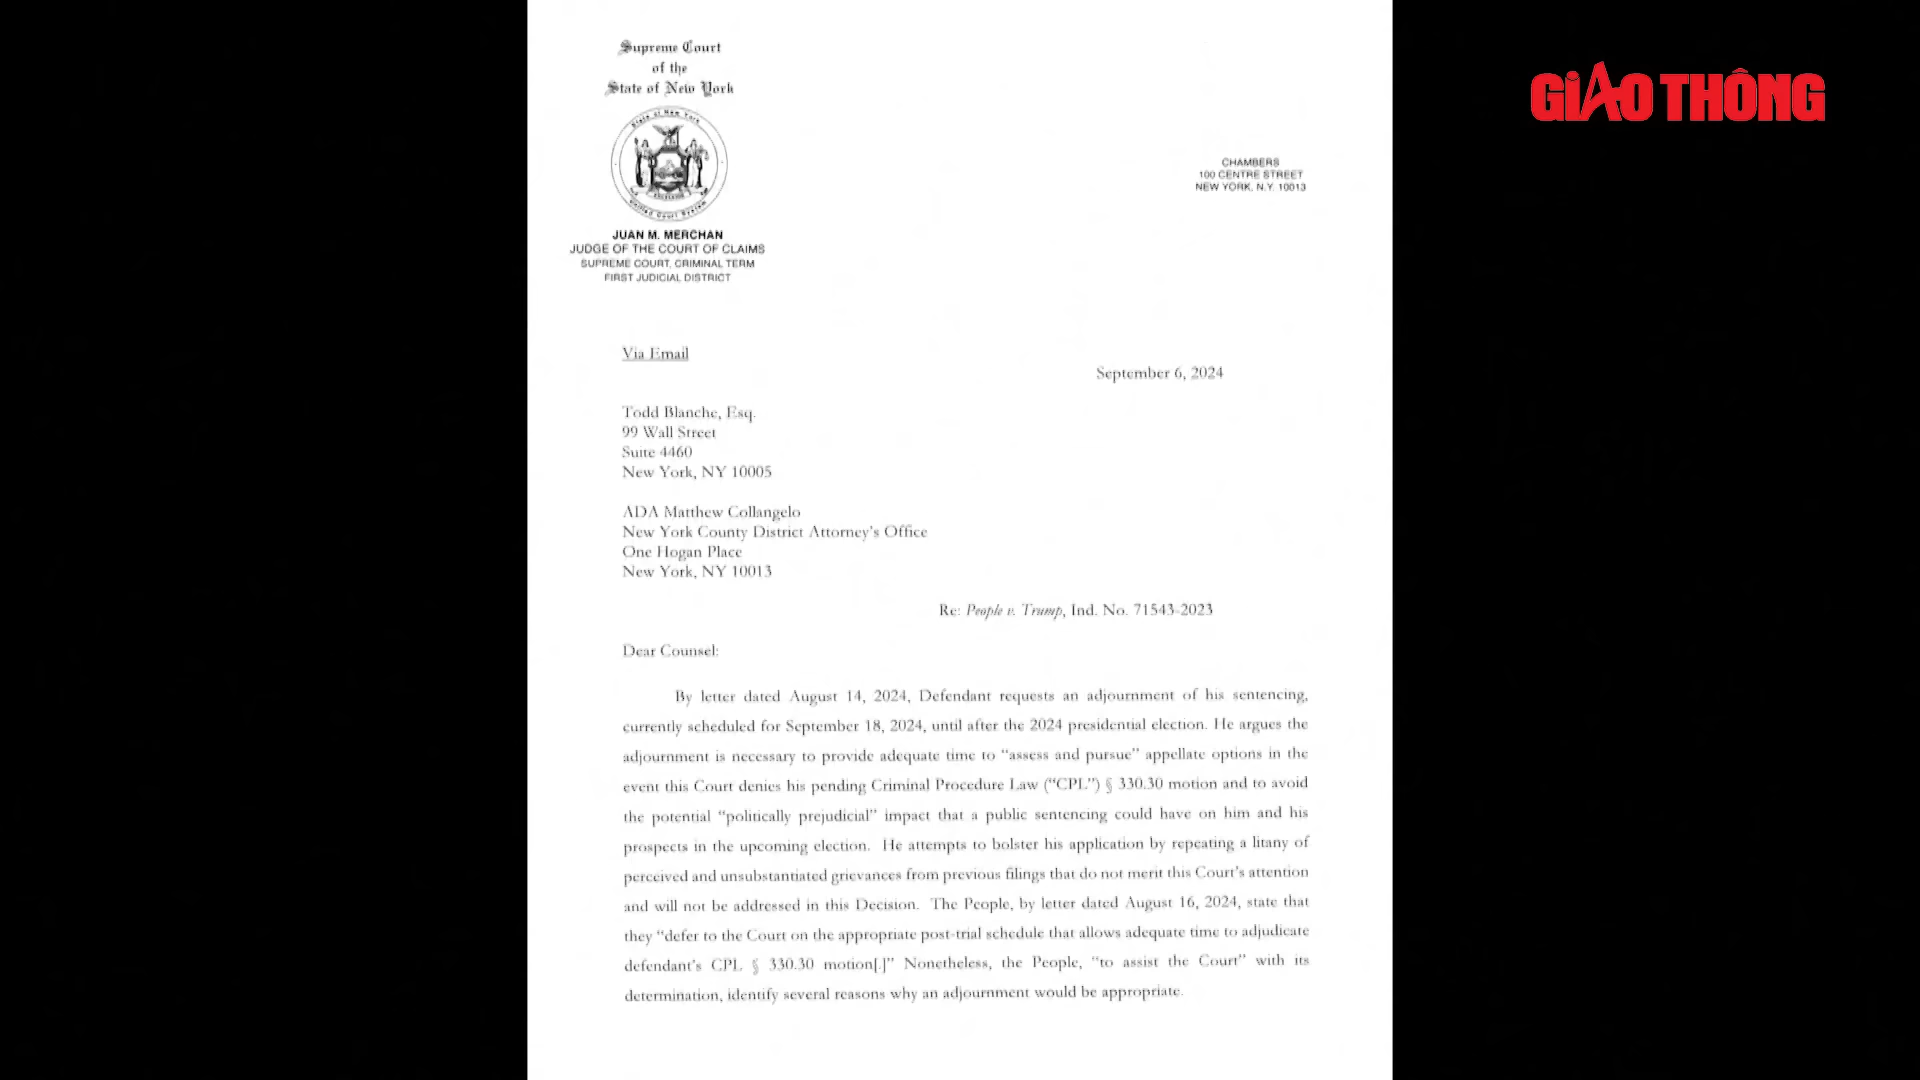 Supreme Court
of the
State of New York
State of New York
EXCELSIOR
Unified Court System
JUAN M. MERCHAN
JUDGE OF THE COURT OF CLAIMS
SUPREME COURT, CRIMINAL TERM
FIRST JUDICIAL DISTRICT
GIAO THÔNG
CHAMBERS
100 CENTRE STREET
NEW YORK, N.Y. 10013
Via Email
September 6, 2024
Todd Blanche, Esq.
99 Wall Street
Suite 4460
New York, NY 10005
ADA Matthew Collangelo
New York County District Attorney's Office
One Hogan Place
New York, NY 10013
Re: People v. Trump, Ind. No. 71543-2023
Dear Counsel:
By letter dated August 14, 2024, Defendant requests an adjournment of his sentencing,
currently scheduled for September 18, 2024, until after the 2024 presidential election. He argues the
adjournment is necessary to provide adequate time to “assess and pursue” appellate options in the
event this Court denies his pending Criminal Procedure Law (“CPL”) § 330.30 motion and to avoid
the potential “politically prejudicial” impact that a public sentencing could have on him and his
prospects in the upcoming election. He attempts to bolster his application by repeating a litany of
perceived and unsubstantiated grievances from previous filings that do not merit this Court's attention
and will not be addressed in this Decision. The People, by letter dated August 16, 2024, state that
they “defer to the Court on the appropriate post-trial schedule that allows adequate time to adjudicate
defendant's CPL § 330.30 motion[.]” Nonetheless, the People, “to assist the Court” with its
determination, identify several reasons why an adjournment would be appropriate.